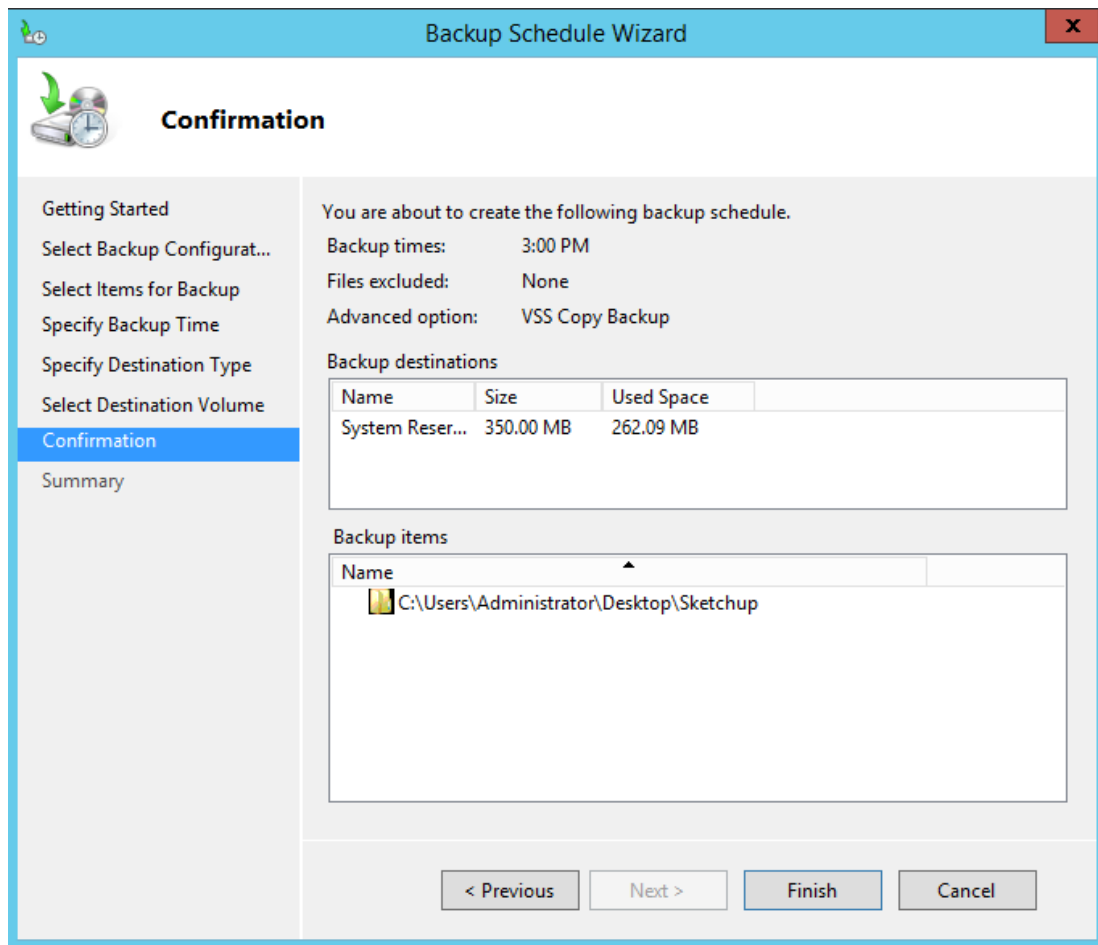 Backup Schedule Wizard
x
Confirmation
Getting Started
Select Backup Configurat...
Select Items for Backup
Specify Backup Time
Specify Destination Type
Select Destination Volume
Confirmation
Summary
You are about to create the following backup schedule.
Backup times: 3:00 PM
Files excluded: None
Advanced option: VSS Copy Backup
Backup destinations
Name Size Used Space
System Reser... 350.00 MB 262.09 MB
Backup items
Name
C:\Users\Administrator\Desktop\Sketchup
< Previous Next > Finish Cancel